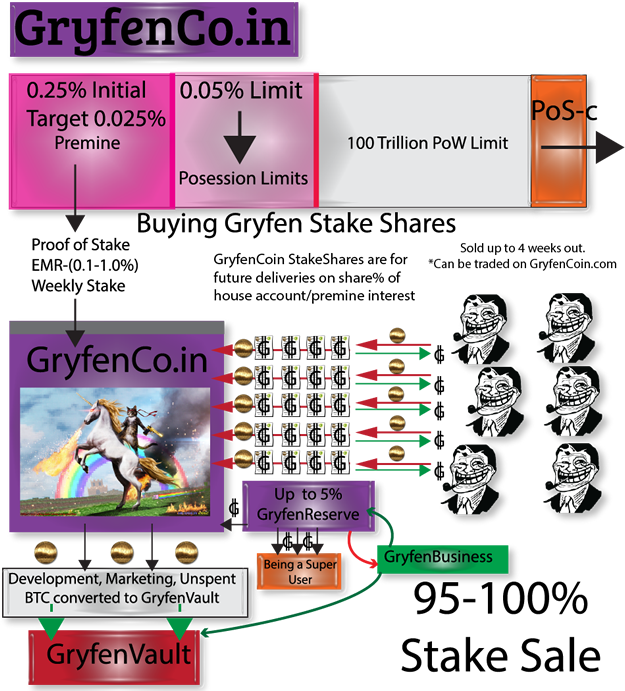 GryfenCo.in
0.25% Initial
Target 0.025%
Premine
0.05% Limit
Posession Limits
100 Trillion PoW Limit
PoS-c
Buying Gryfen Stake Shares
Proof of Stake
EMR-(0.1-1.0%)
Weekly Stake
GryfenCoin StakeShares are for
future deliveries on share% of
house account/premine interest
Sold up to 4 weeks out.
*Can be traded on GryfenCoin.com
GryfenCo.in
Up to 5%
GryfenReserve
Being a Super
User
GryfenBusiness
Development, Marketing, Unspent
BTC converted to GryfenVault
GryfenVault
95-100%
Stake Sale